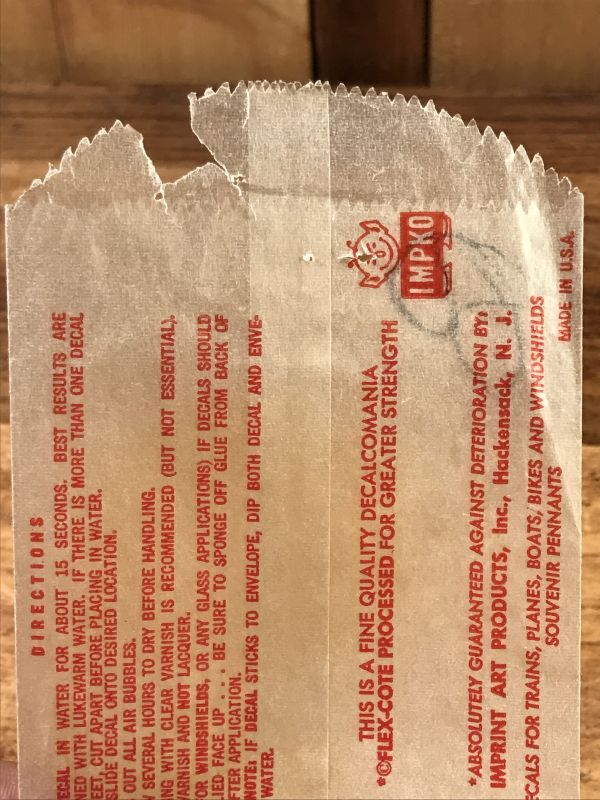 DIRECTIONS
ECAL IN WATER FOR ABOUT 15 SECONDS. BEST RESULTS ARE
NED WITH LUKEWARM WATER. IF THERE IS MORE THAN ONE DECAL
EET, CUT APART BEFORE PLACING IN WATER.
SLIDE DECAL ONTO DESIRED LOCATION.
OUT ALL AIR BUBBLES.
SEVERAL HOURS TO DRY BEFORE HANDLING.
NG WITH CLEAR VARNISH IS RECOMMENDED (BUT NOT ESSENTIAL).
ARNISH AND NOT LACQUER.
OR WINDSHIELDS, OR ANY GLASS APPLICATIONS) IF DECALS SHOULD
IED FACE UP . . . BE SURE TO SPONGE OFF GLUE FROM BACK OF
FTER APPLICATION.
NOTE: IF DECAL STICKS TO ENVELOPE, DIP BOTH DECAL AND ENVE-
WATER.
IMPKO
THIS IS A FINE QUALITY DECALCOMANIA
*©FLEX-COTE PROCESSED FOR GREATER STRENGTH
*ABSOLUTELY GUARANTEED AGAINST DETERIORATION BY:
IMPRINT ART PRODUCTS, Inc., Hackensack, N. J.
CALS FOR TRAINS, PLANES, BOATS, BIKES AND WINDSHIELDS
SOUVENIR PENNANTS
MADE IN U.S.A.